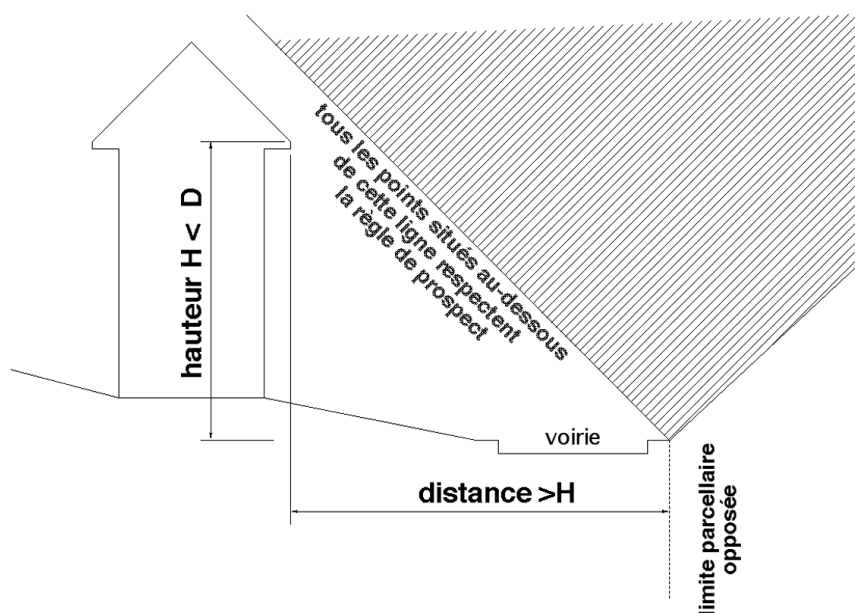 tous les points situés au-dessous
de cette ligne respectent
la règle de prospect
hauteur H < D
voirie
distance >H
limite parcellaire
opposée